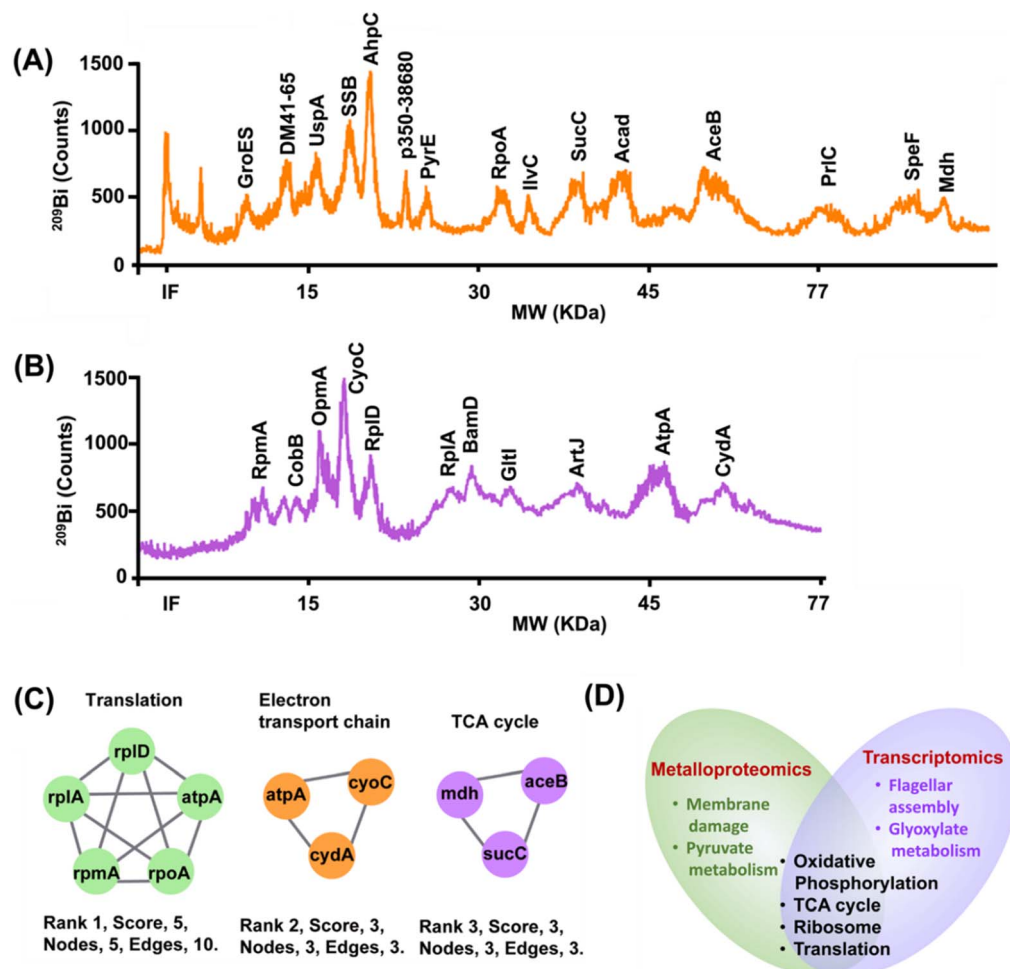 (A)
209Bi (Counts)
1500
1000
500
0
GroES
DM41-65
UspA
SSB
AhpC
p350-38680
PyrE
RpoA
IlvC
SucC
Acad
AceB
PrlC
SpeF
Mdh
IF
15
30
45
77
MW (KDa)
(B)
209Bi (Counts)
1500
1000
500
0
RpmA
CobB
OpmA
CyoC
RplD
RplA
BamD
GltI
ArtJ
AtpA
CydA
IF
15
30
45
77
MW (KDa)
(C)
Translation
rplD
rplA
atpA
rpmA
rpoA
Rank 1, Score, 5,
Nodes, 5, Edges, 10.
Electron
transport chain
atpA
cyoC
cydA
Rank 2, Score, 3,
Nodes, 3, Edges, 3.
TCA cycle
mdh
aceB
sucC
Rank 3, Score, 3,
Nodes, 3, Edges, 3.
(D)
Metalloproteomics
• Membrane
damage
• Pyruvate
metabolism
Transcriptomics
• Flagellar
assembly
• Glyoxylate
metabolism
• Oxidative
Phosphorylation
• TCA cycle
• Ribosome
• Translation